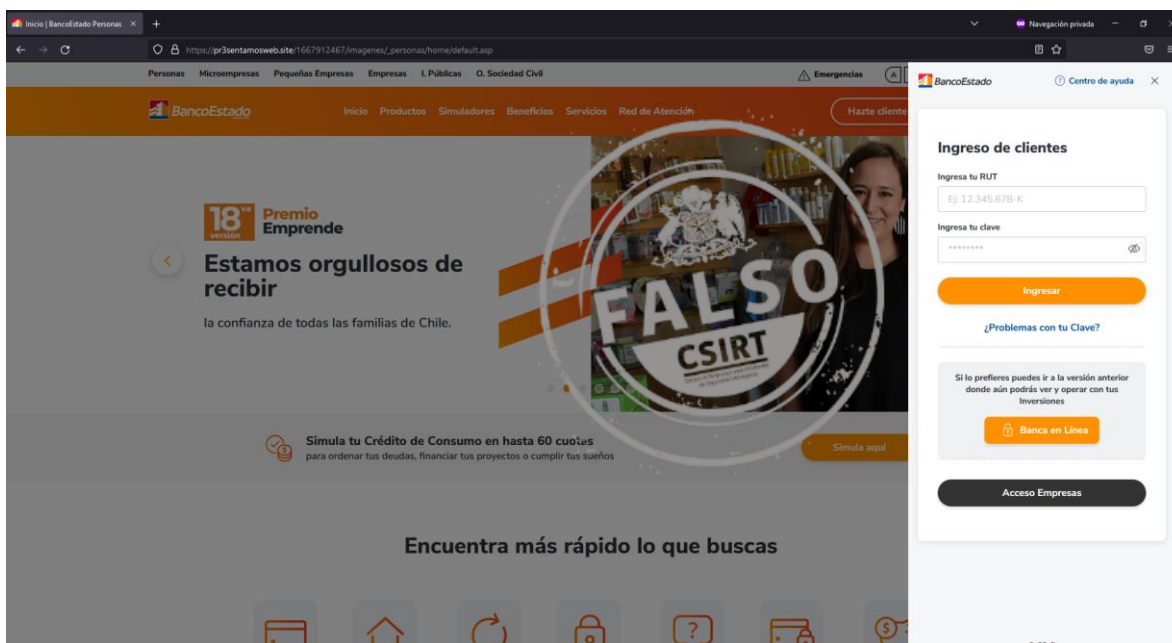 Inicio | BancoEstado Personas
Navegación privada
https://pr3sentamosweb.site/1667912467/imagenes/_personas/home/default.asp
Personas Microempresas Pequeñas Empresas Empresas I. Públicas O. Sociedad Civil Emergencias A
BancoEstado Inicio Productos Simuladores Beneficios Servicios Red de Atención Hazte cliente
18va versión Premio Emprende
Estamos orgullosos de
recibir
la confianza de todas las familias de Chile.
FALSO
CSIRT
Simula tu Crédito de Consumo en hasta 60 cuotas
para ordenar tus deudas, financiar tus proyectos o cumplir tus sueños
Simula aquí
Encuentra más rápido lo que buscas
BancoEstado Centro de ayuda
Ingreso de clientes
Ingresa tu RUT
Ej: 12.345.678-K
Ingresa tu clave
********
Ingresar
¿Problemas con tu Clave?
Si lo prefieres puedes ir a la versión anterior
donde aún podrás ver y operar con tus
Inversiones
Banca en Línea
Acceso Empresas